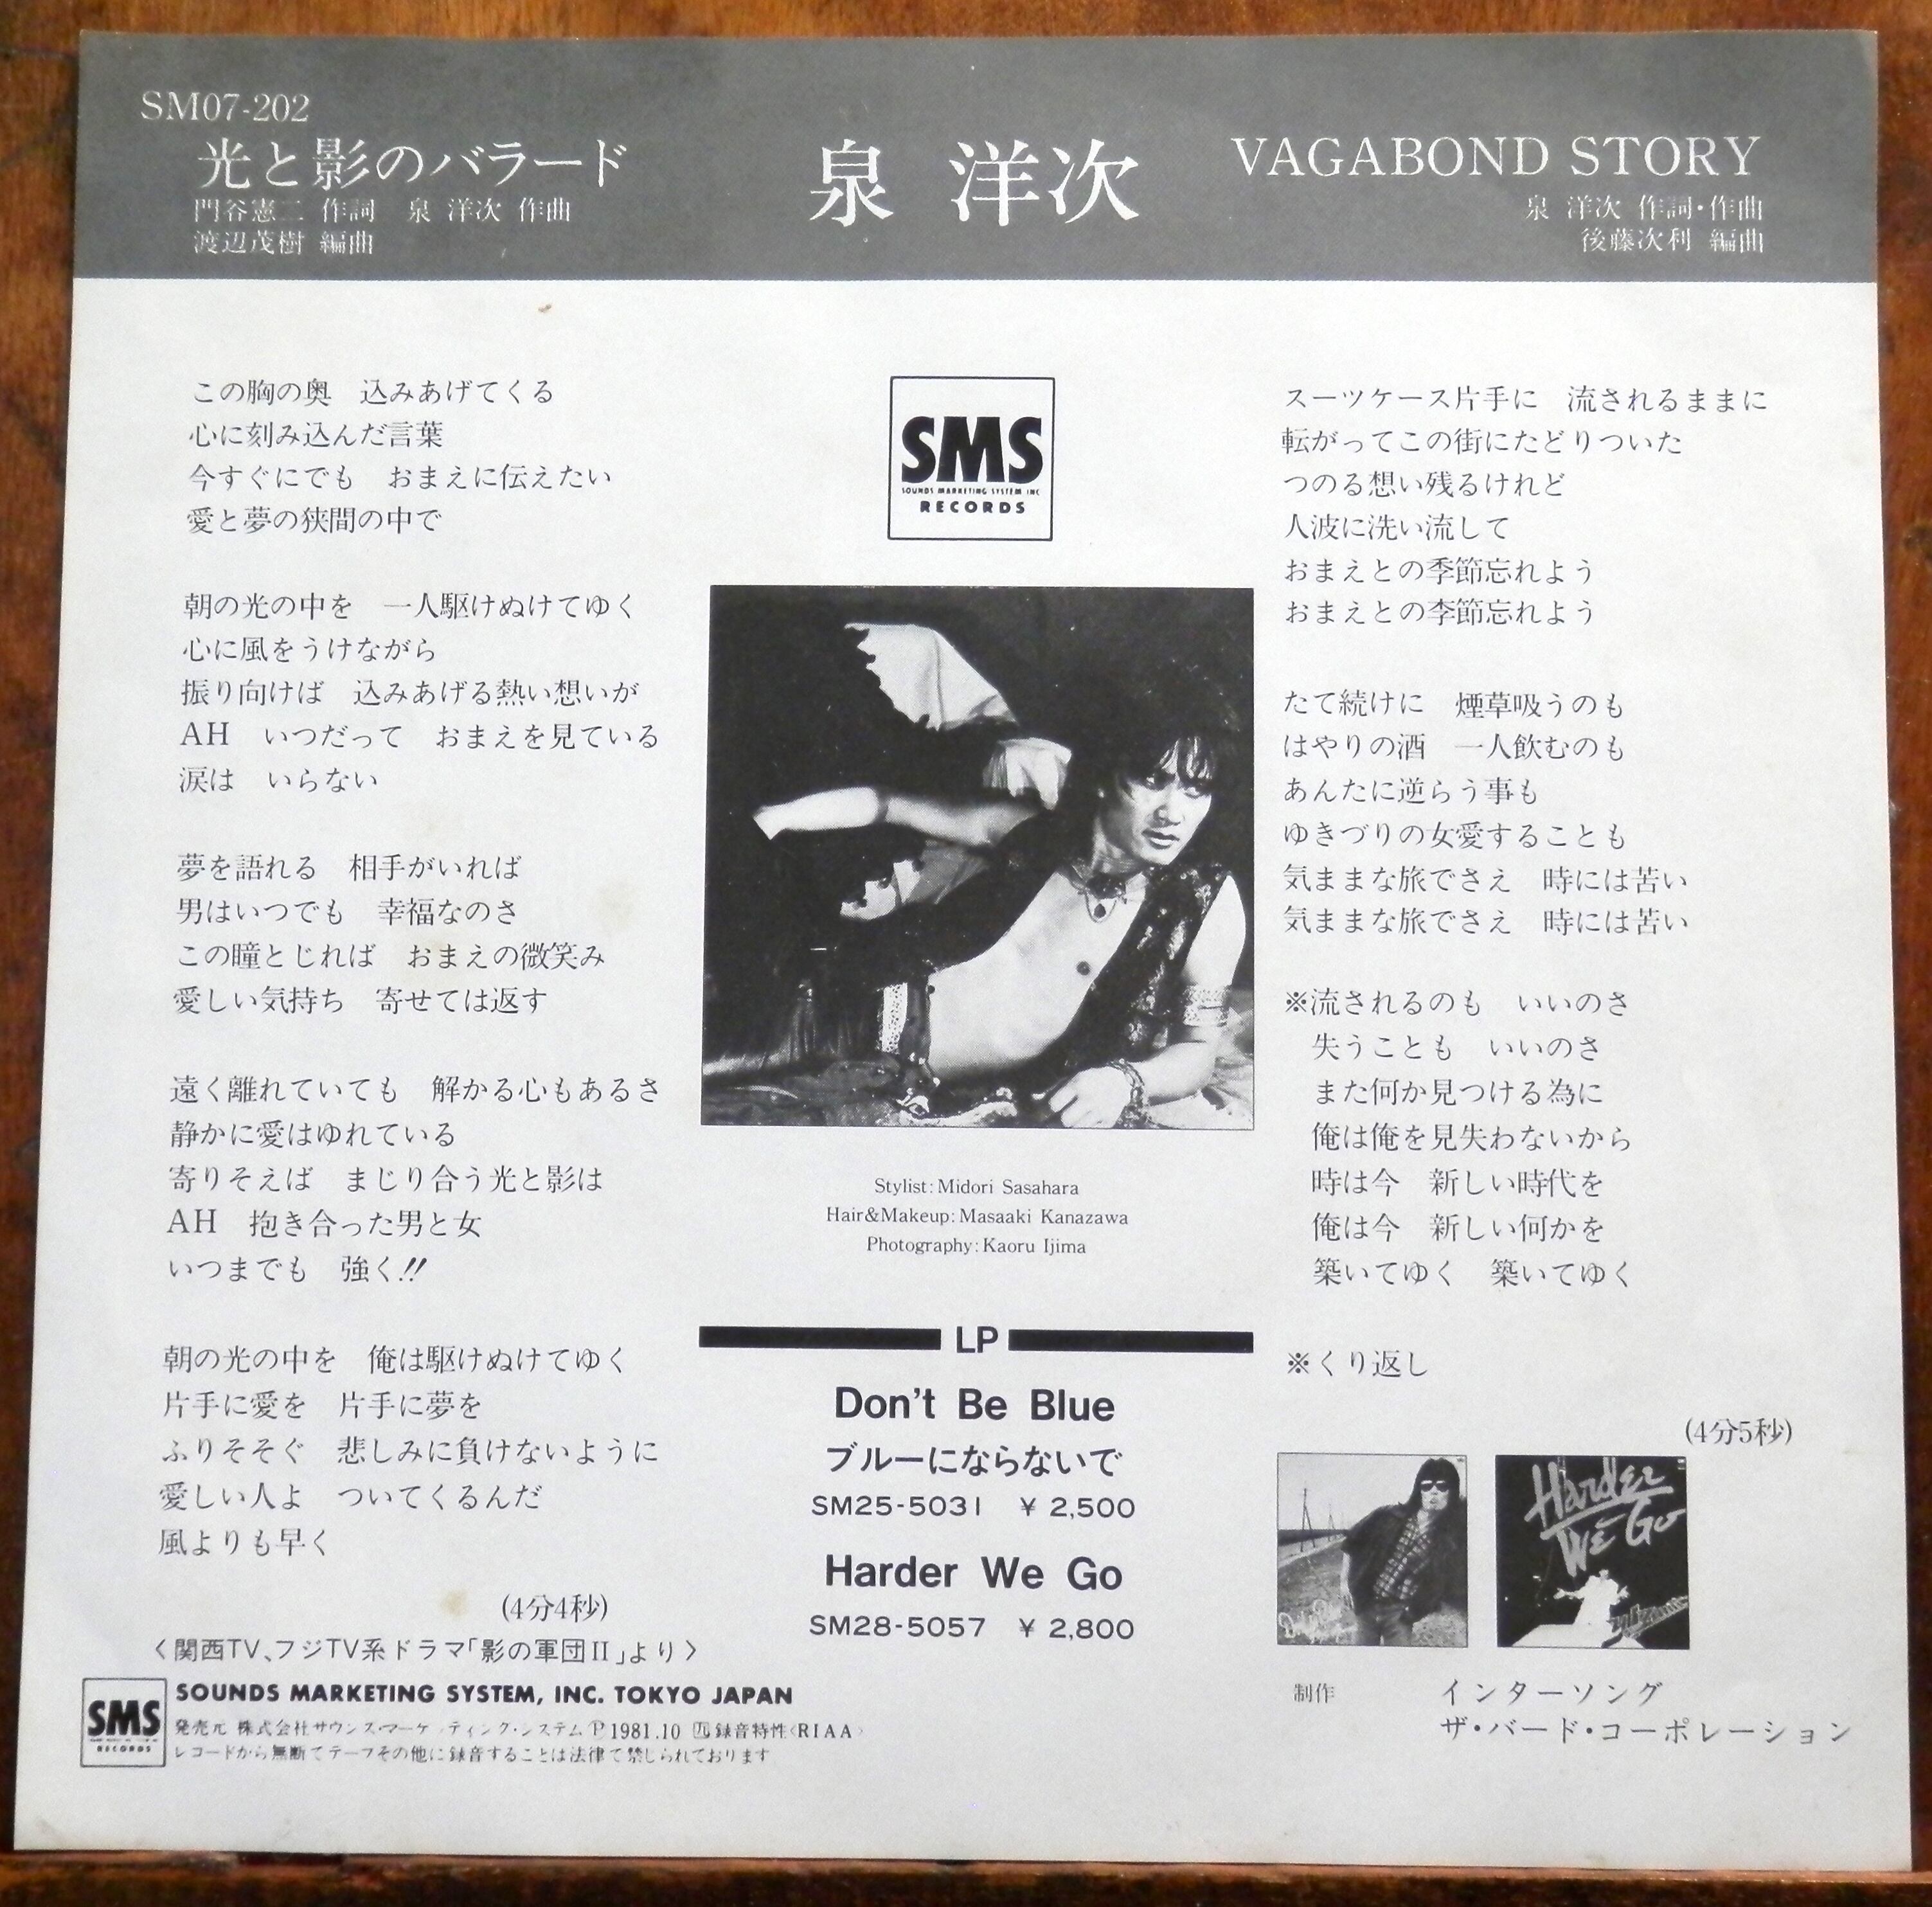 SM07-202
光と影のバラード
門谷憲二 作詞　泉 洋次 作曲
渡辺茂樹 編曲
泉 洋次
VAGABOND STORY
泉 洋次 作詞・作曲
後藤次利 編曲
この胸の奥　込みあげてくる
心に刻み込んだ言葉
今すぐにでも　おまえに伝えたい
愛と夢の狭間の中で
朝の光の中を　一人駆けぬけてゆく
心に風をうけながら
振り向けば　込みあげる熱い想いが
AH　いつだって　おまえを見ている
涙は　いらない
夢を語れる　相手がいれば
男はいつでも　幸福なのさ
この瞳とじれば　おまえの微笑み
愛しい気持ち　寄せては返す
遠く離れていても　解かる心もあるさ
静かに愛はゆれている
寄りそえば　まじり合う光と影は
AH　抱き合った男と女
いつまでも　強く!!
朝の光の中を　俺は駆けぬけてゆく
片手に愛を　片手に夢を
ふりそそぐ　悲しみに負けないように
愛しい人よ　ついてくるんだ
風よりも早く
(4分4秒)
〈関西TV、フジTV系ドラマ「影の軍団II」より〉
SMS
SOUNDS MARKETING SYSTEM INC
RECORDS
Stylist:Midori Sasahara
Hair&Makeup:Masaaki Kanazawa
Photography:Kaoru Ijima
LP
Don't Be Blue
ブルーにならないで
SM25-5031　¥ 2,500
Harder We Go
SM28-5057　¥ 2,800
スーツケース片手に　流されるままに
転がってこの街にたどりついた
つのる想い残るけれど
人波に洗い流して
おまえとの季節忘れよう
おまえとの季節忘れよう
たて続けに　煙草吸うのも
はやりの酒　一人飲むのも
あんたに逆らう事も
ゆきづりの女愛することも
気ままな旅でさえ　時には苦い
気ままな旅でさえ　時には苦い
※流されるのも　いいのさ
失うことも　いいのさ
また何か見つける為に
俺は俺を見失わないから
時は今　新しい時代を
俺は今　新しい何かを
築いてゆく　築いてゆく
※くり返し
(4分5秒)
Harder
We Go
制作　インターソング
ザ・バード・コーポレーション
SMS
RECORDS
SOUNDS MARKETING SYSTEM, INC. TOKYO JAPAN
発売元 株式会社サウンズ・マーケッティング・システム Ⓟ1981.10 録音特性〈RIAA〉
レコードから無断でテープその他に録音することは法律で禁じられております